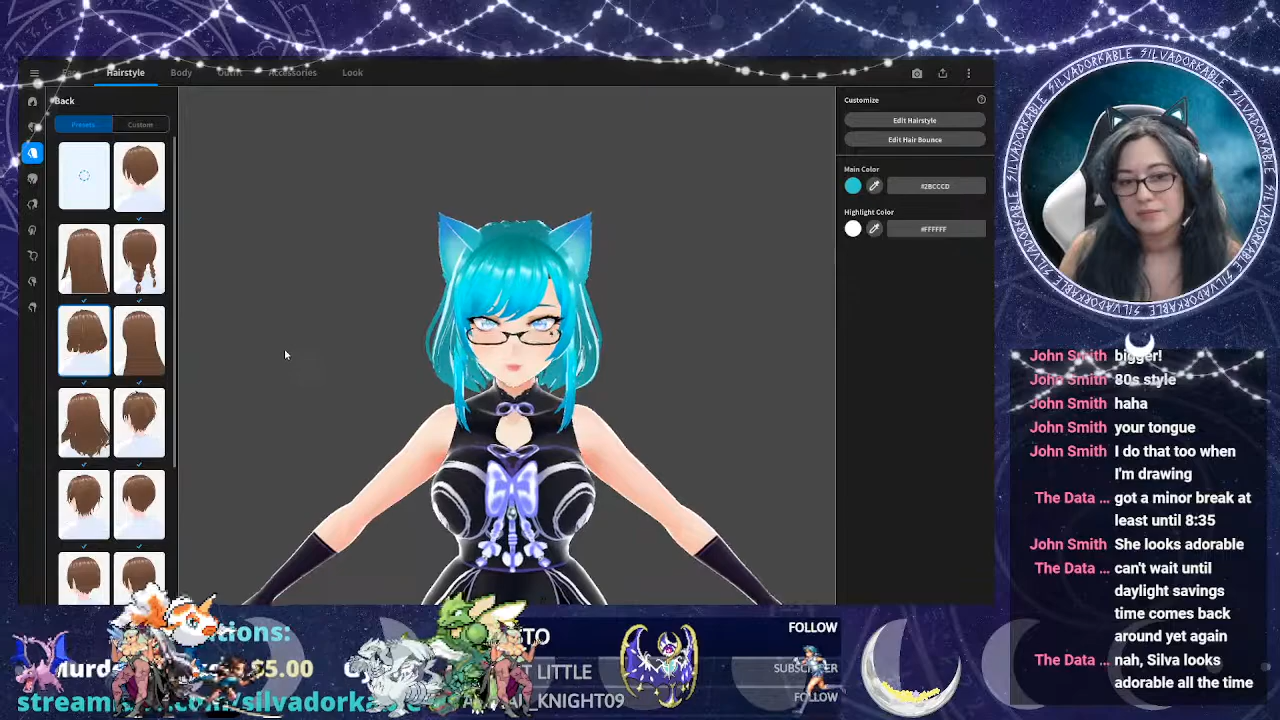 Hairstyle
Body
Outfit
Accessories
Look
Back
Presets
Custom
Customize
Edit Hairstyle
Edit Hair Bounce
Main Color
#2BCCCD
Highlight Color
#FFFFFF
SILVADORKABLE
John Smith bigger!
John Smith 80s style
John Smith haha
John Smith your tongue
John Smith I do that too when
I'm drawing
The Data ... got a minor break at
least until 8:35
John Smith She looks adorable
The Data ... can't wait until
daylight savings
time comes back
around yet again
The Data ... nah, Silva looks
adorable all the time
$5.00
FOLLOW
LITTLE
FOLLOW